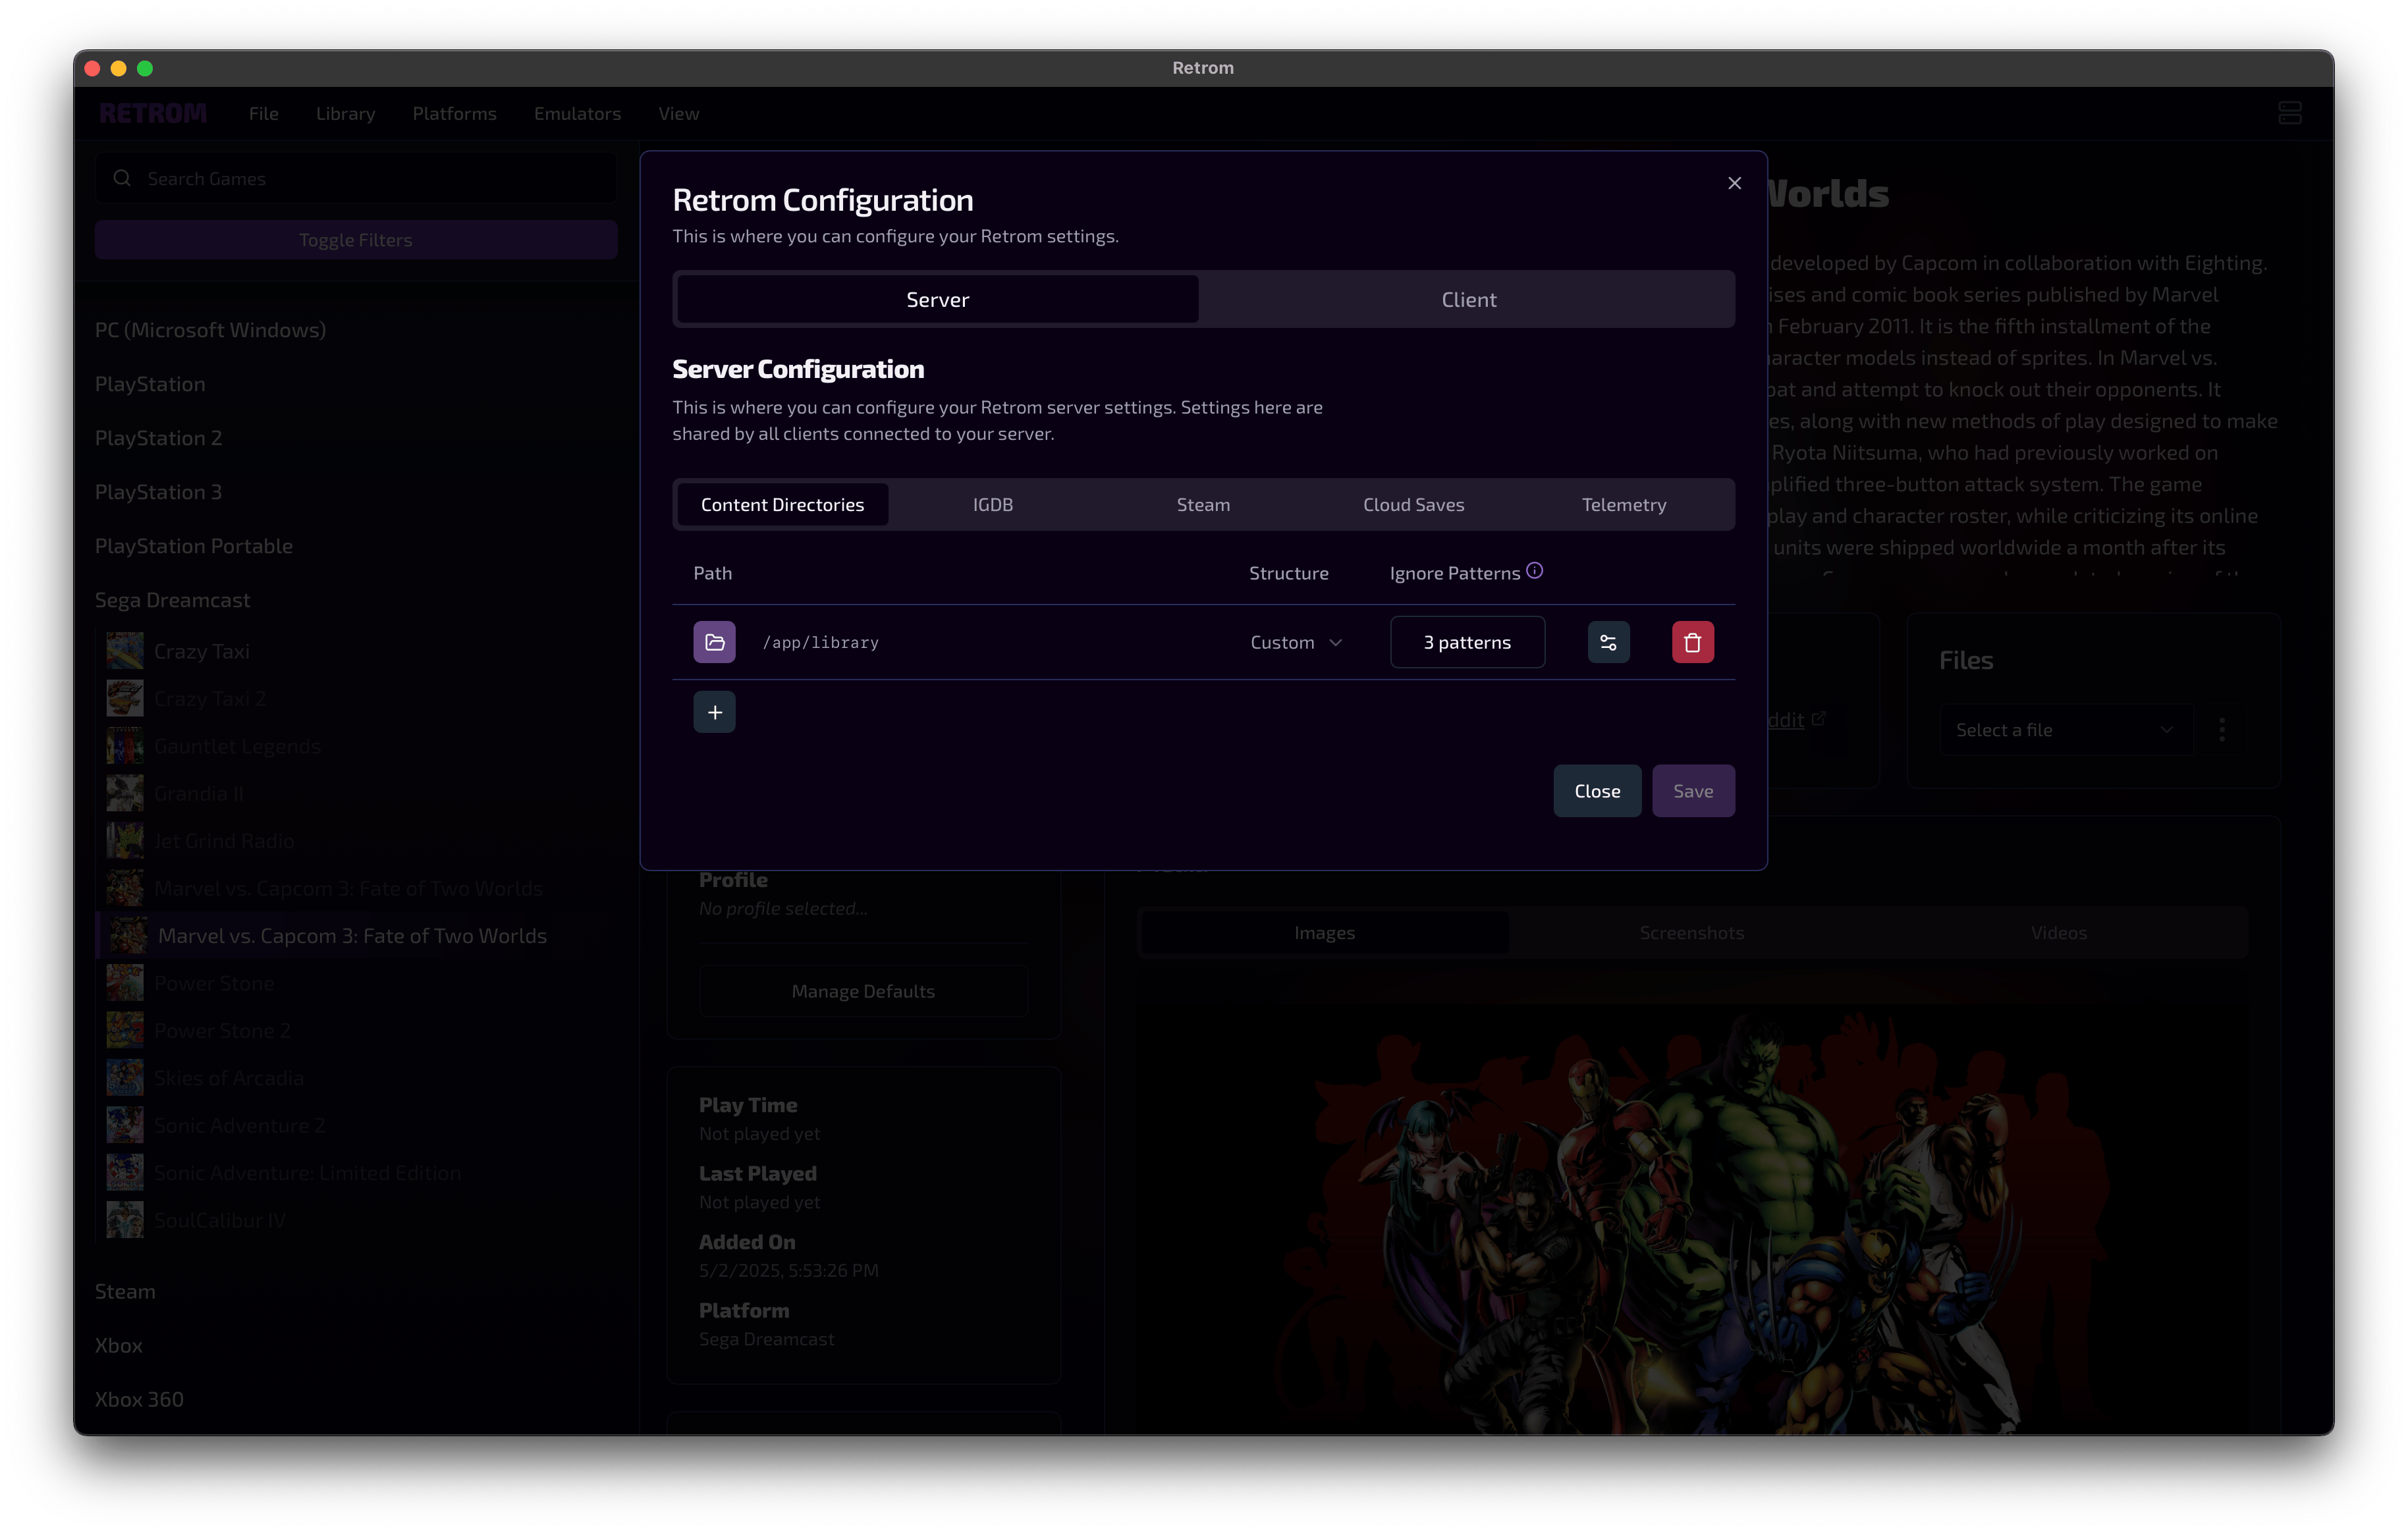 Retrom
RETROM
File
Library
Platforms
Emulators
View
Search Games
Toggle Filters
PC (Microsoft Windows)
PlayStation
PlayStation 2
PlayStation 3
PlayStation Portable
Sega Dreamcast
Crazy Taxi
Crazy Taxi 2
Gauntlet Legends
Grandia II
Jet Grind Radio
Marvel vs. Capcom 3: Fate of Two Worlds
Marvel vs. Capcom 3: Fate of Two Worlds
Power Stone
Power Stone 2
Skies of Arcadia
Sonic Adventure 2
Sonic Adventure: Limited Edition
SoulCalibur IV
Steam
Xbox
Xbox 360
Retrom Configuration
This is where you can configure your Retrom settings.
Server
Client
Server Configuration
This is where you can configure your Retrom server settings. Settings here are
shared by all clients connected to your server.
Content Directories
IGDB
Steam
Cloud Saves
Telemetry
Path
Structure
Ignore Patterns
/app/library
Custom
3 patterns
Close
Save
Worlds
developed by Capcom in collaboration with Eighting.
ises and comic book series published by Marvel
February 2011. It is the fifth installment of the
aracter models instead of sprites. In Marvel vs.
bat and attempt to knock out their opponents. It
es, along with new methods of play designed to make
Ryota Niitsuma, who had previously worked on
plified three-button attack system. The game
play and character roster, while criticizing its online
units were shipped worldwide a month after its
ddit
Files
Select a file
Profile
No profile selected...
Manage Defaults
Play Time
Not played yet
Last Played
Not played yet
Added On
5/2/2025, 5:53:26 PM
Platform
Sega Dreamcast
Images
Screenshots
Videos